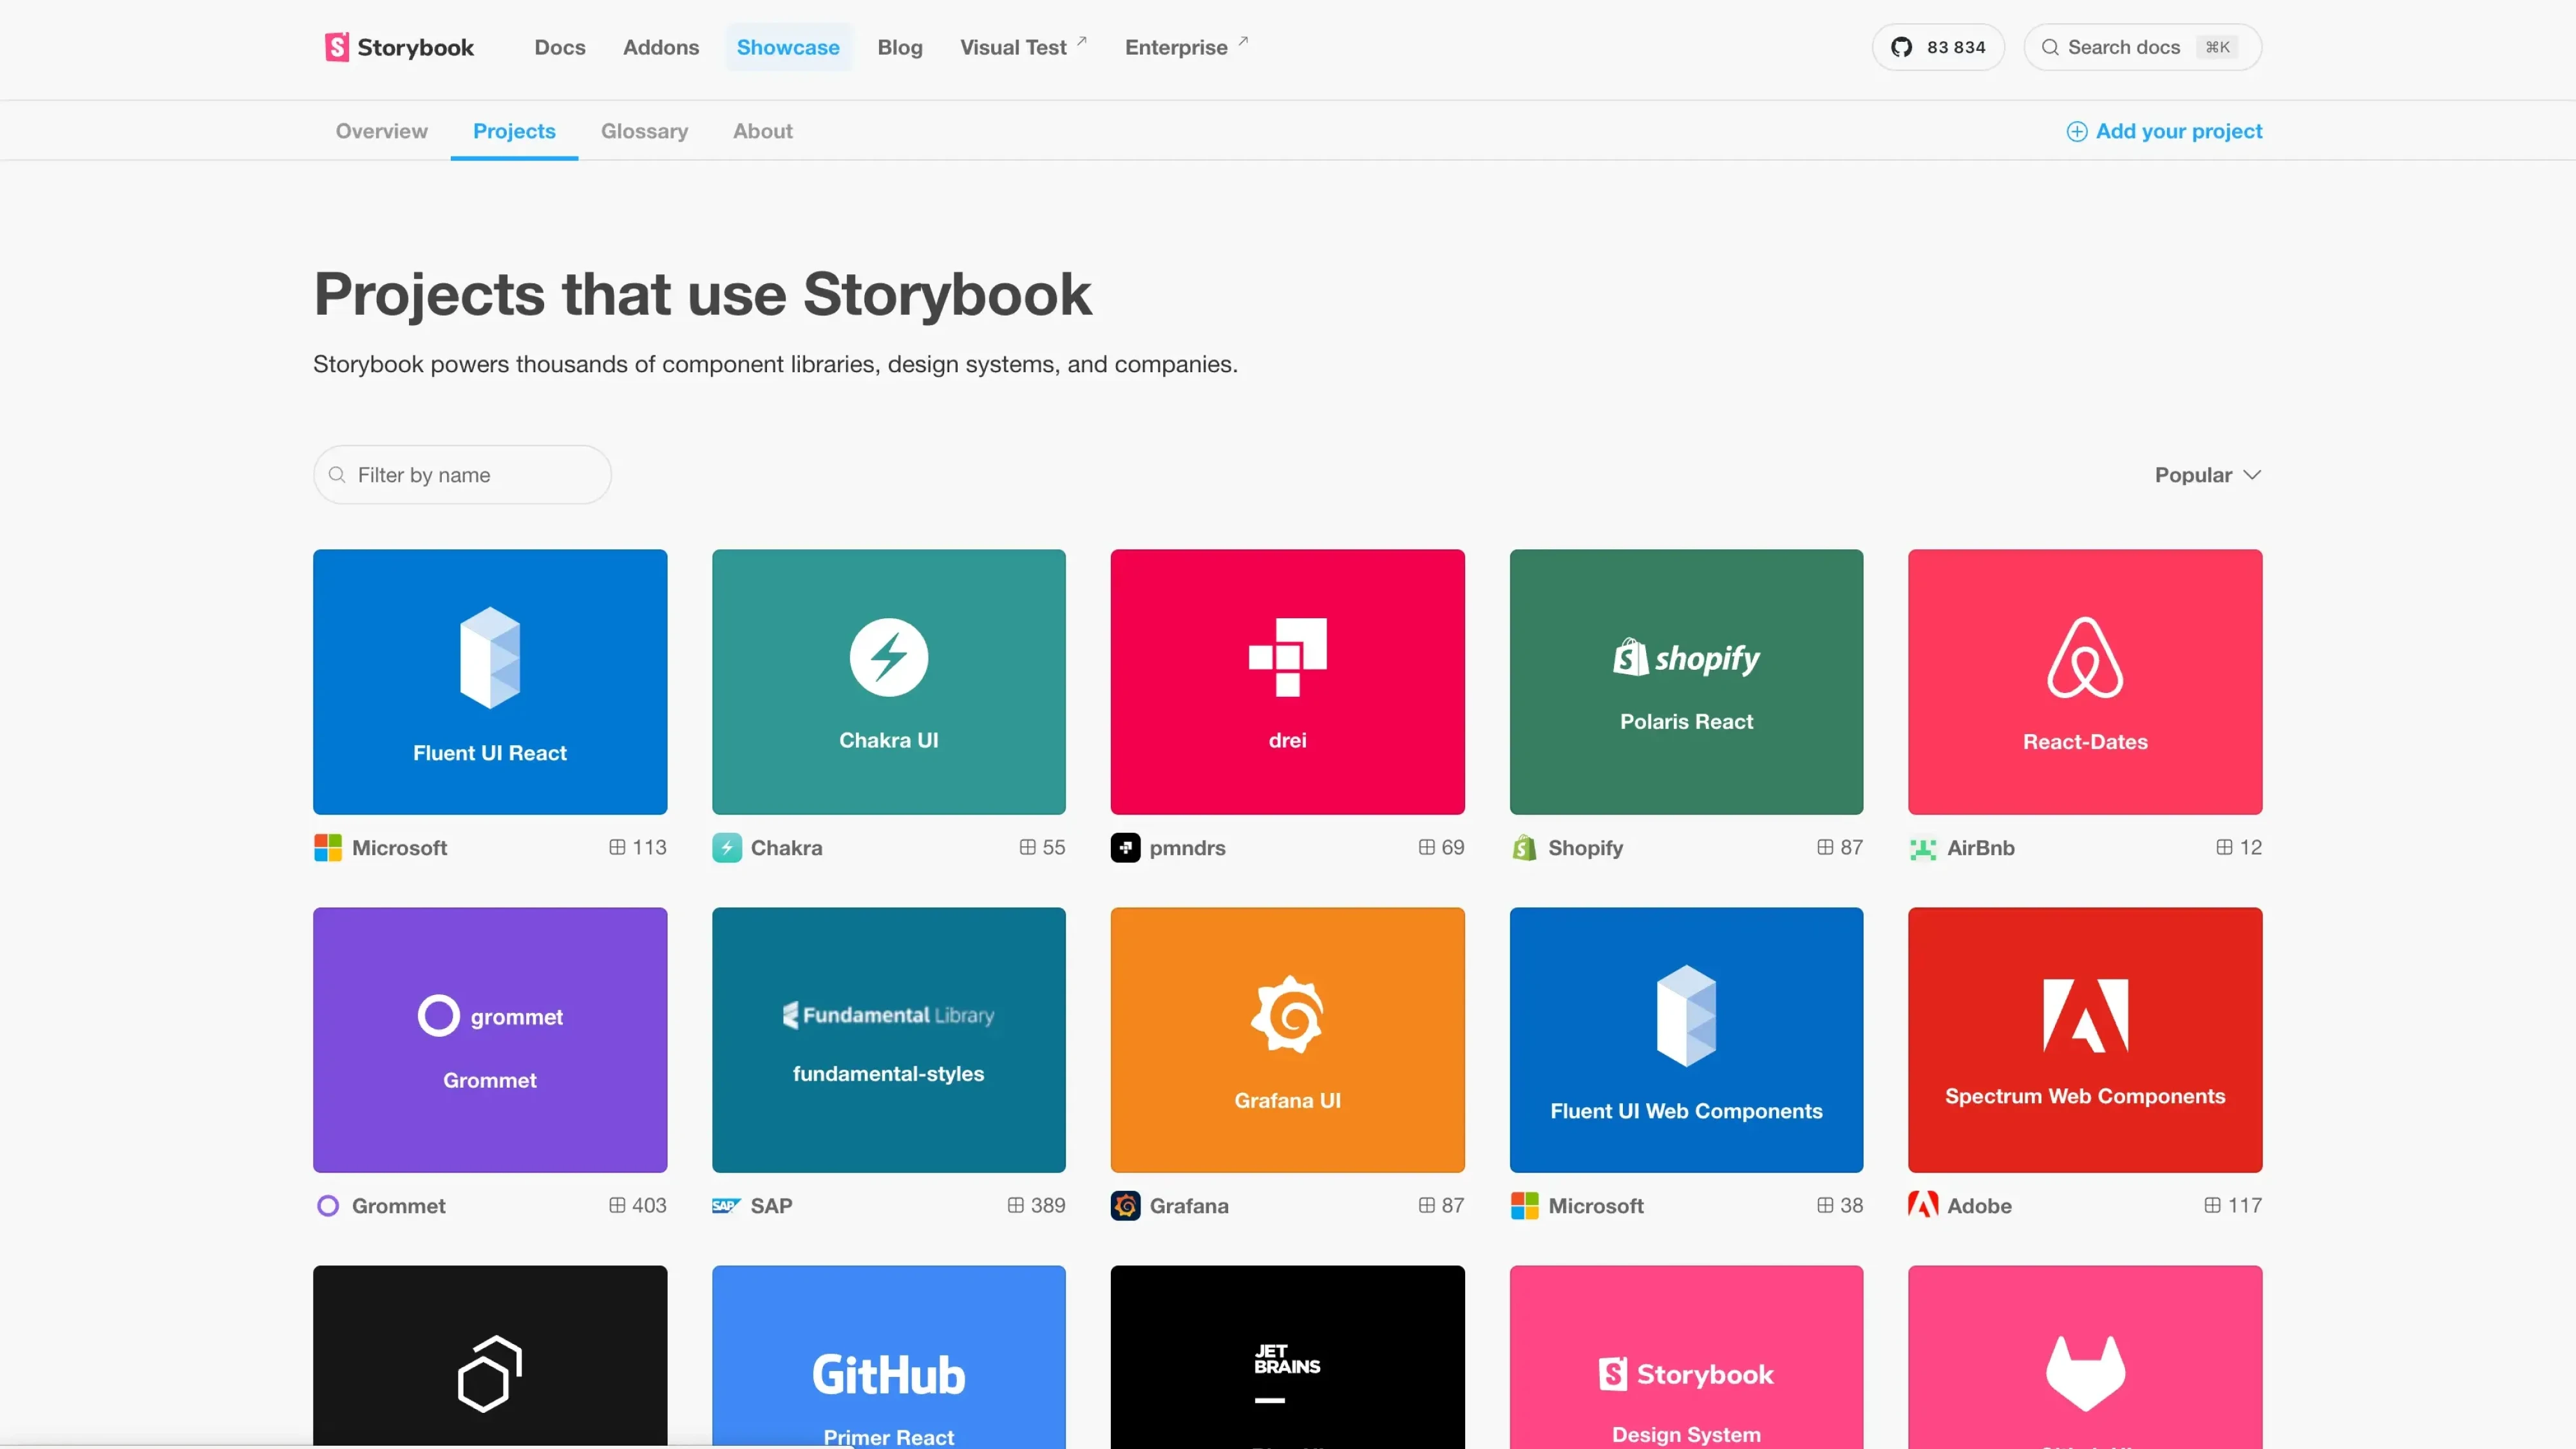 Storybook
Docs
Addons
Showcase
Blog
Visual Test
Enterprise
83 834
Search docs
⌘K
Overview
Projects
Glossary
About
Add your project
Projects that use Storybook
Storybook powers thousands of component libraries, design systems, and companies.
Filter by name
Popular
Fluent UI React
Chakra UI
drei
shopify
Polaris React
React-Dates
Microsoft
113
Chakra
55
pmndrs
69
Shopify
87
AirBnb
12
grommet
Grommet
Fundamental Library
fundamental-styles
Grafana UI
Fluent UI Web Components
Spectrum Web Components
Grommet
403
SAP
SAP
389
Grafana
87
Microsoft
38
Adobe
117
GitHub
Primer React
JET
BRAINS
Storybook
Design System